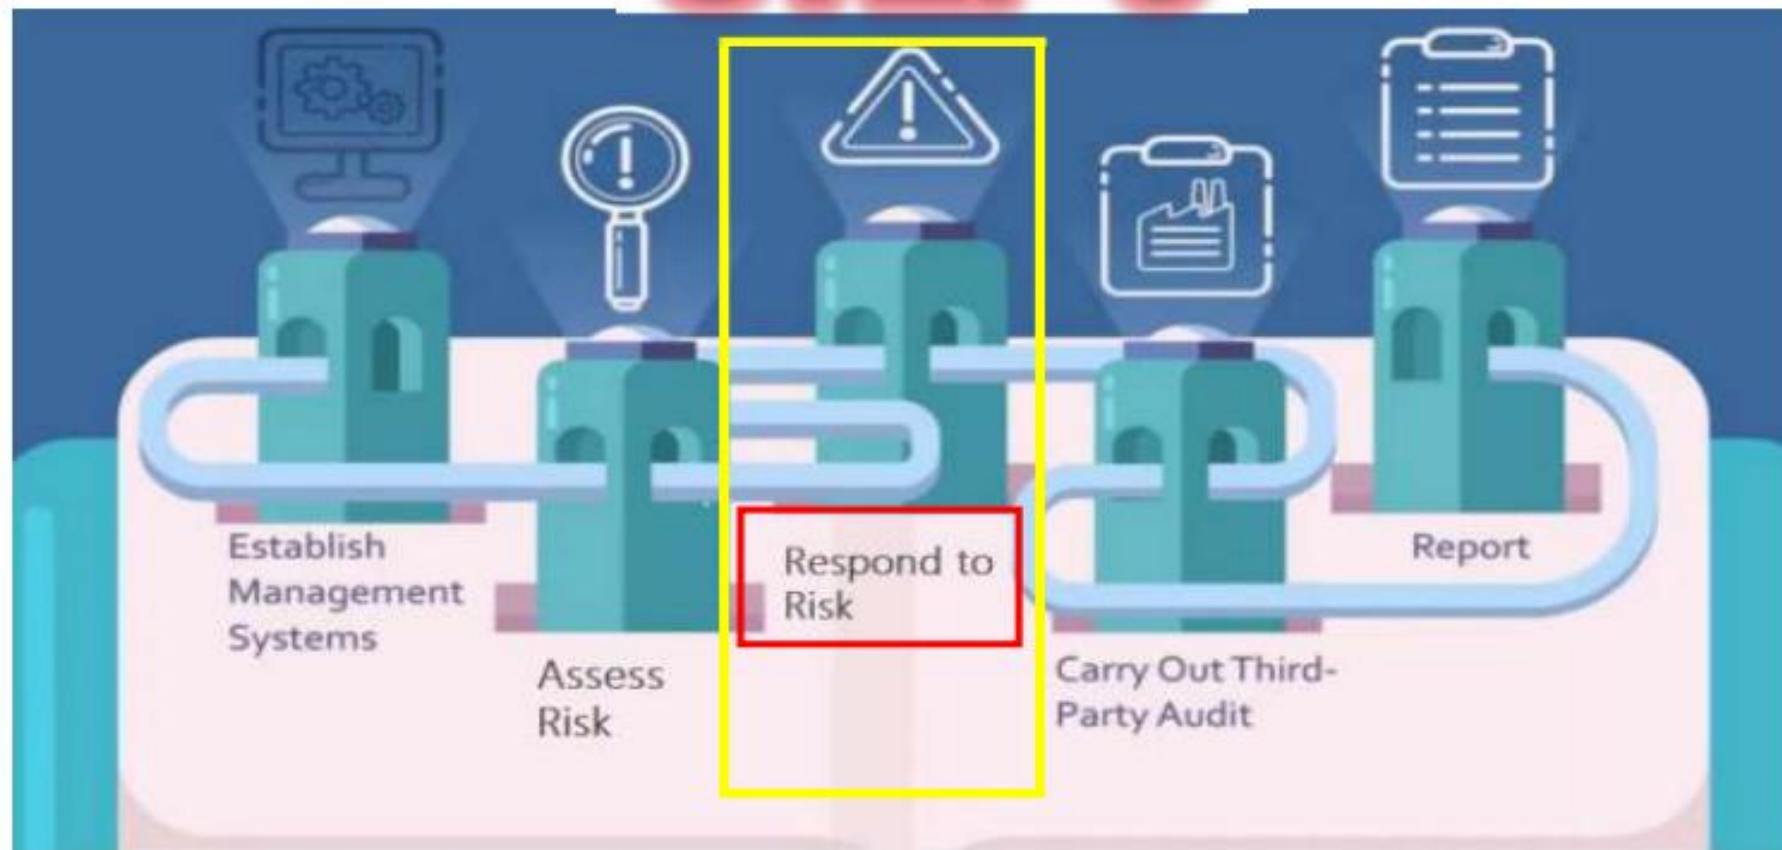 Establish
Management
Systems
Assess
Risk
Respond to
Risk
Carry Out Third-
Party Audit
Report